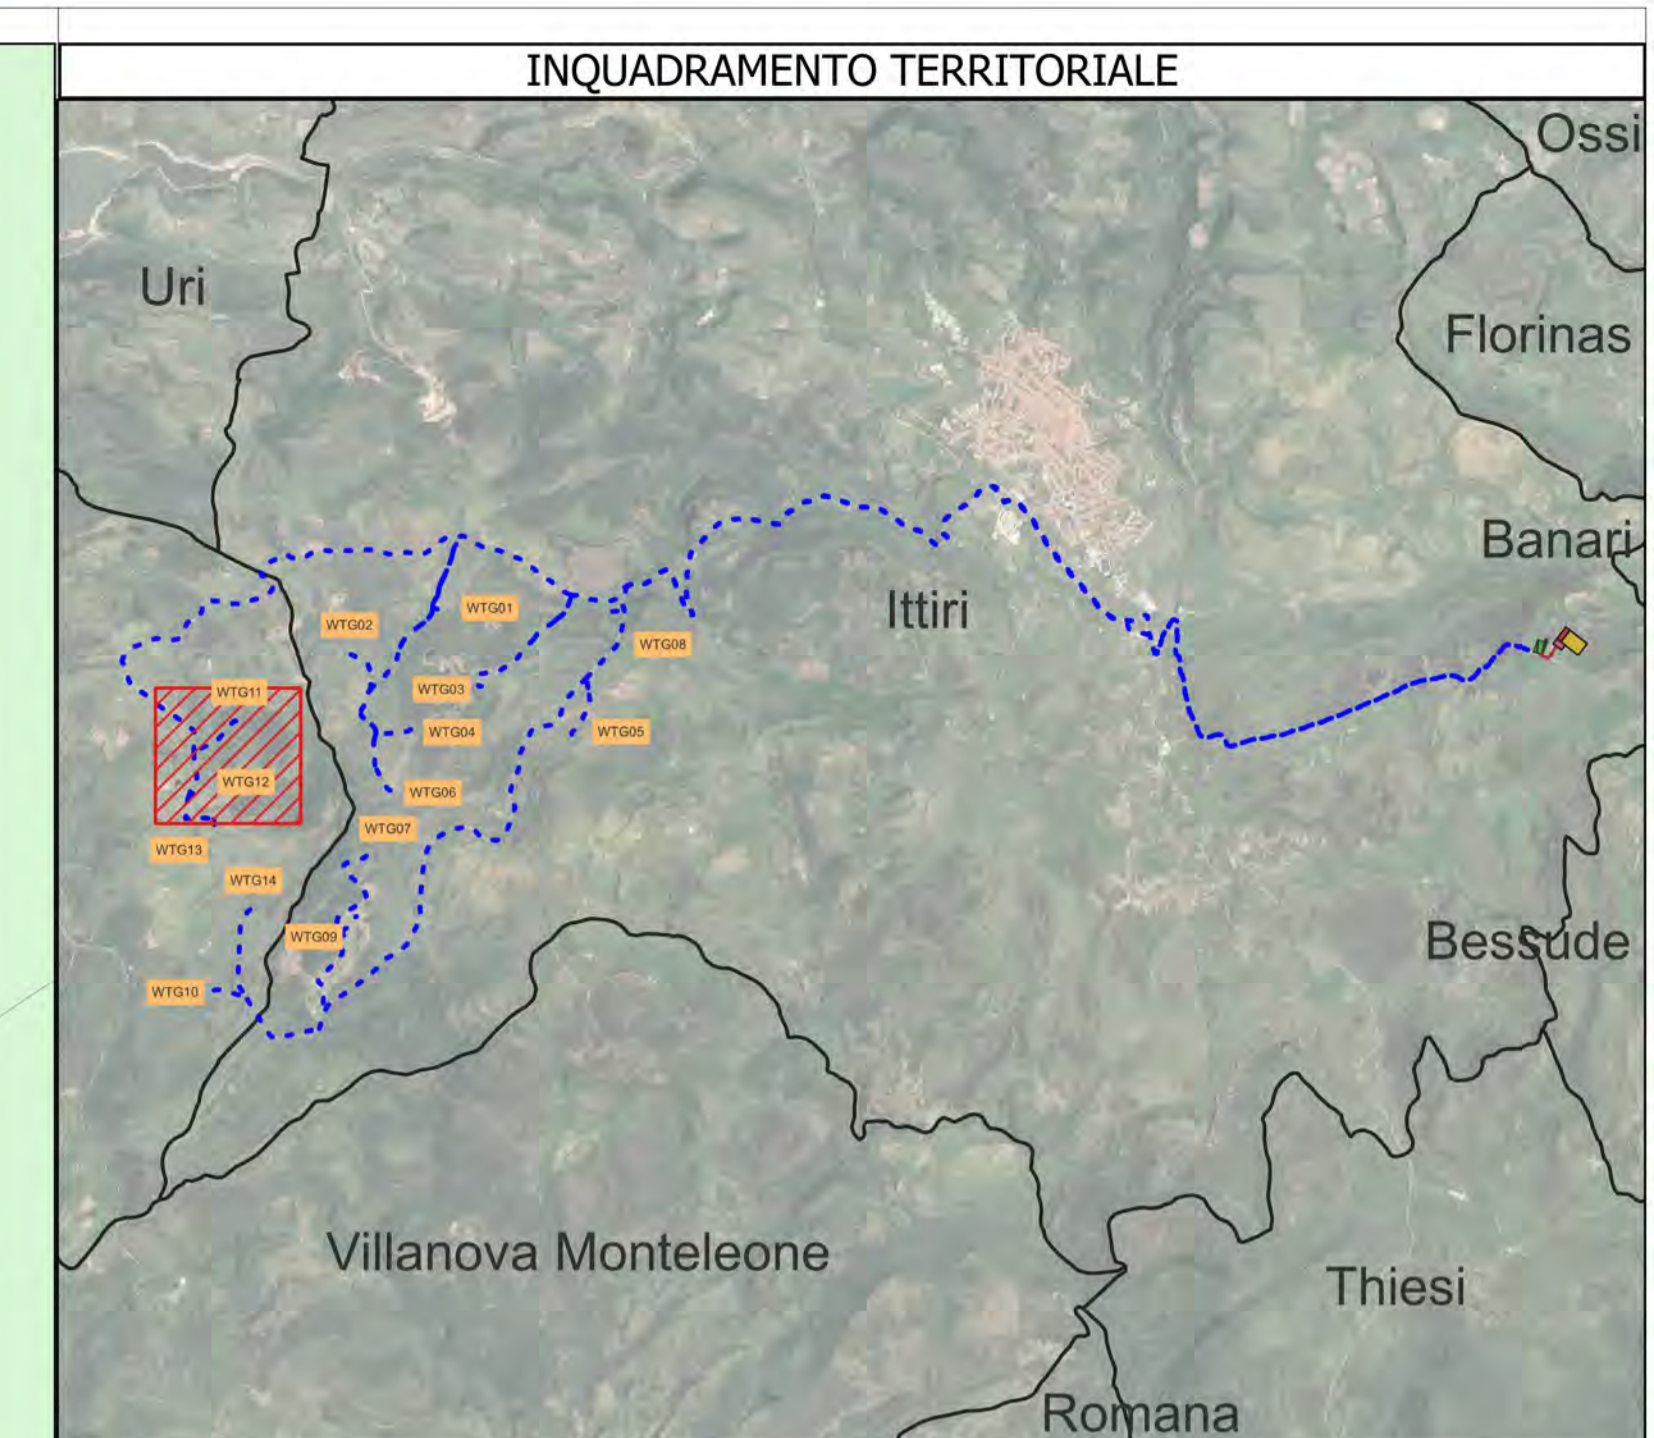 INQUADRAMENTO TERRITORIALE
Ossi
Uri
Florinas
Banari
WTG01
Ittiri
WTG02
WTG08
WTG03
WTG11
WTG04
WTG05
WTG12
WTG06
WTG07
WTG13
WTG14
WTG09
Bessude
WTG10
Villanova Monteleone
Thiesi
Romana